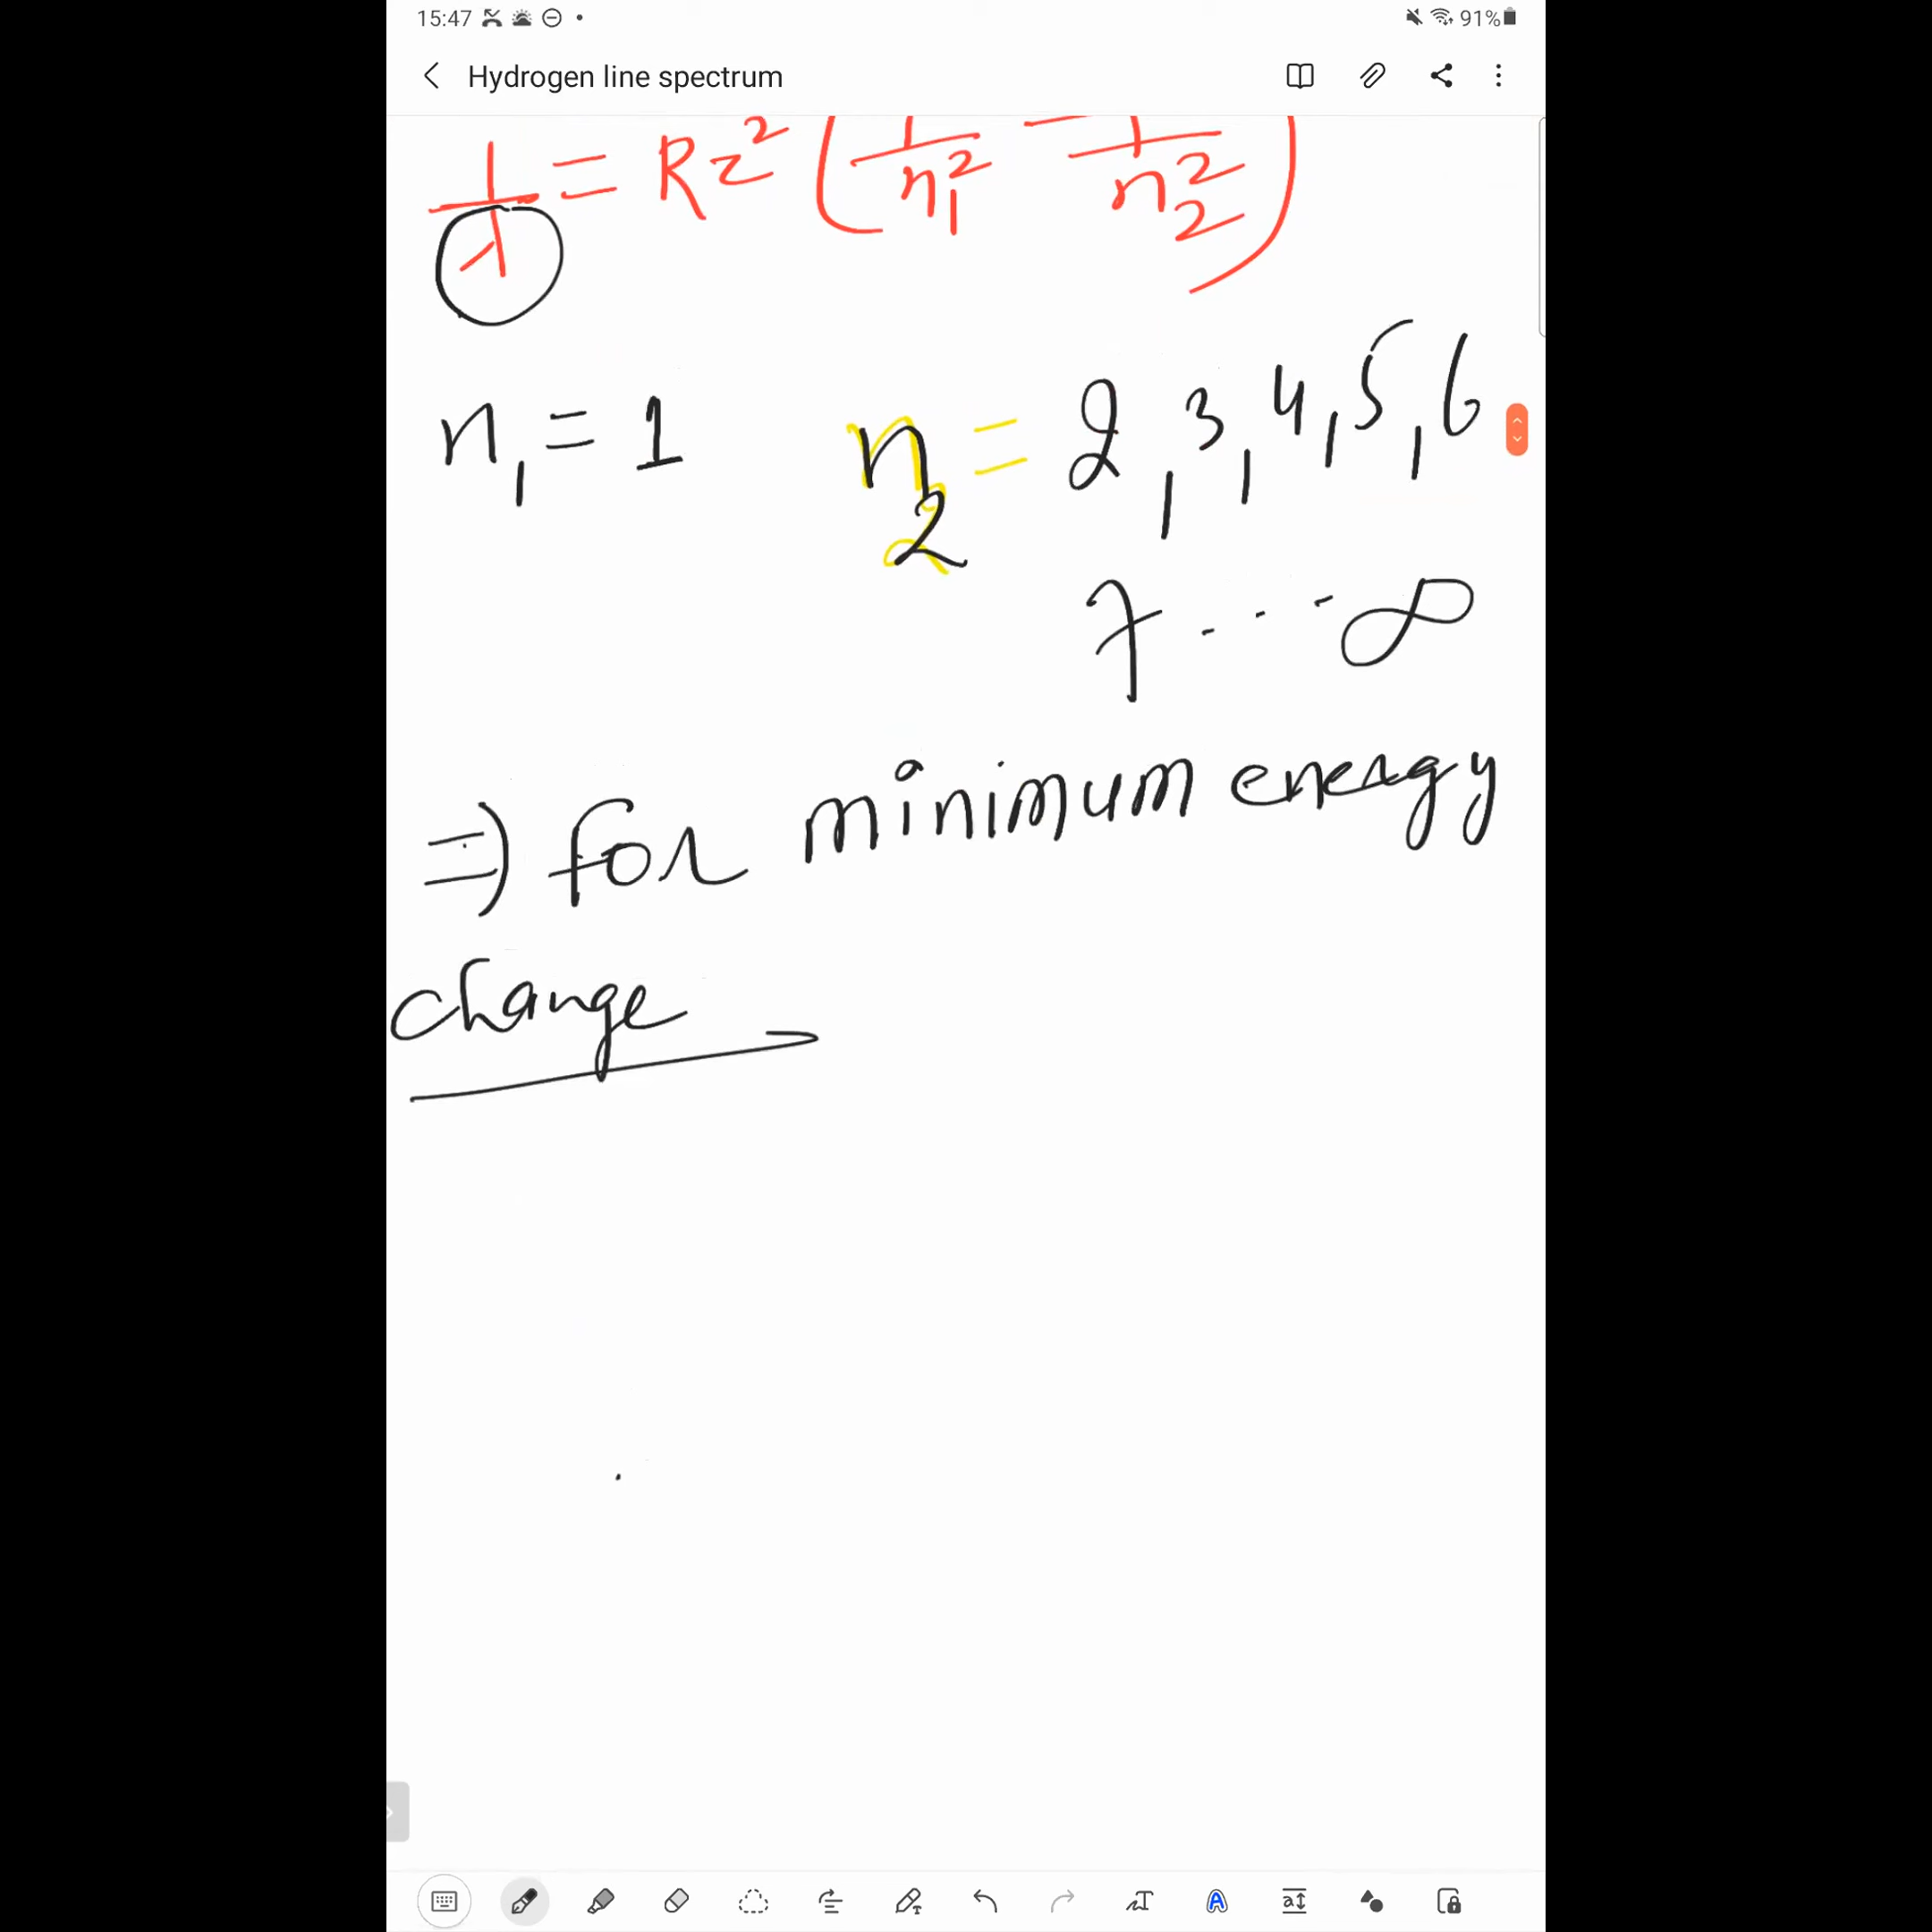 15:47 91%
Hydrogen line spectrum
1/λ = Rz² (1/n₁² - 1/n₂²)
n₁ = 1 n₂ = 2, 3, 4, 5, 6
7 ... ∞
⇒ for minimum energy
change